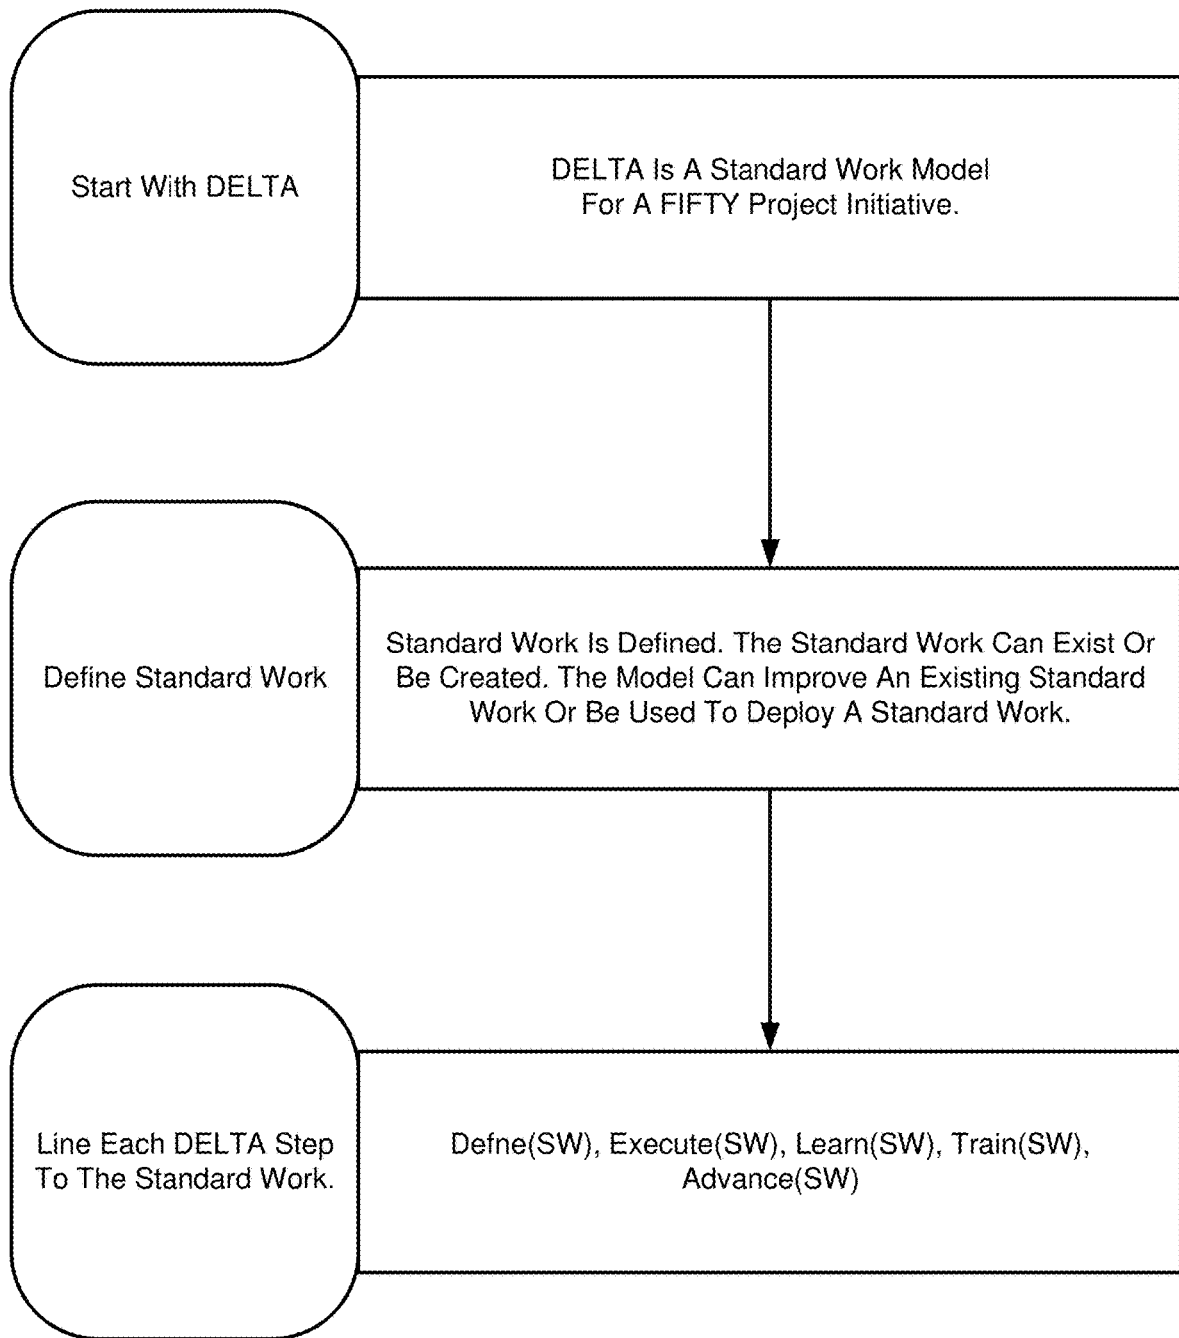 Start With DELTA
DELTA Is A Standard Work Model
For A FIFTY Project Initiative.
Define Standard Work
Standard Work Is Defined. The Standard Work Can Exist Or
Be Created. The Model Can Improve An Existing Standard
Work Or Be Used To Deploy A Standard Work.
Line Each DELTA Step
To The Standard Work.
Defne(SW), Execute(SW), Learn(SW), Train(SW),
Advance(SW)